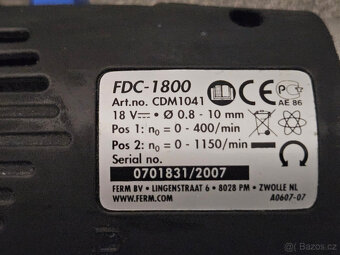 FDC-1800
Art.no. CDM1041
AE 86
18 V ⎓ • Ø 0.8 - 10 mm
Pos 1: n₀ = 0 - 400/min
Pos 2: n₀ = 0 - 1150/min
Serial no.
0701831/2007
FERM BV • LINGENSTRAAT 6 • 8028 PM • ZWOLLE NL
WWW.FERM.COM
A0607-07
© Bazoš.cz